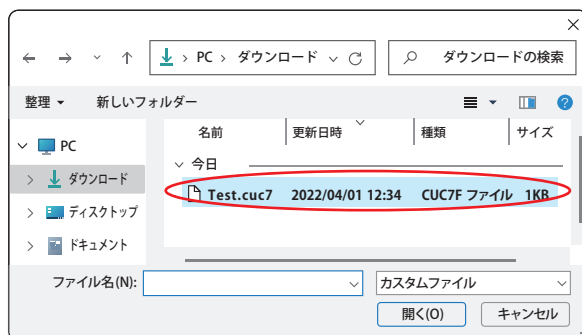 PC › ダウンロード
ダウンロードの検索
整理
新しいフォルダー
名前 更新日時 種類 サイズ
PC
今日
ダウンロード
Test.cuc7 2022/04/01 12:34 CUC7F ファイル 1KB
ディスクトップ
ドキュメント
ファイル名(N):
カスタムファイル
開く(O)
キャンセル